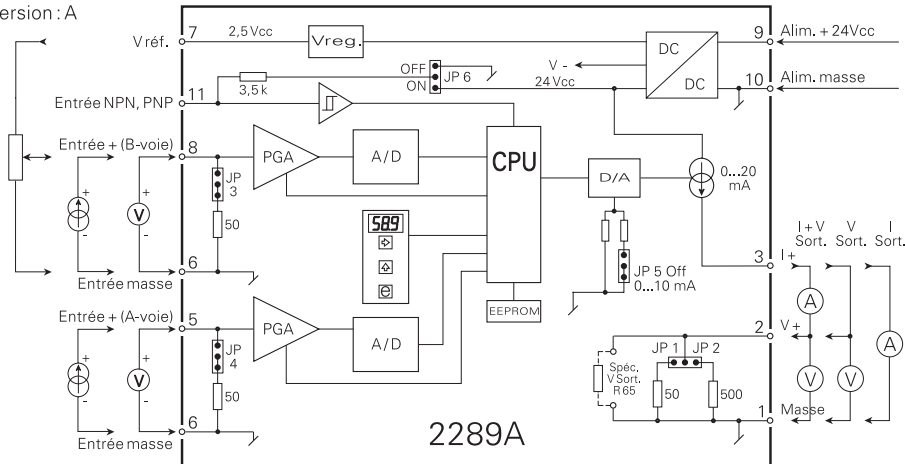 ersion : A
V réf.
7
2,5 Vcc
Vreg.
DC
DC
9
Alim. + 24Vcc
V -
OFF
JP 6
ON
24Vcc
10
Alim. masse
3,5 k
Entrée NPN, PNP
11
Entrée + (B-voie)
8
PGA
A/D
CPU
D/A
0...20
mA
JP
3
50
+
-
+
V
-
58.9
e
I + V
Sort.
V
Sort.
I
Sort.
3
I +
JP 5 Off
0...10 mA
6
Entrée masse
EEPROM
A
Entrée + (A-voie)
5
PGA
A/D
2
V +
A
JP
4
50
+
-
+
V
-
JP 1
JP 2
Spéc.
V Sort.
R 65
50
500
V
V
6
Entrée masse
1
Masse
2289A